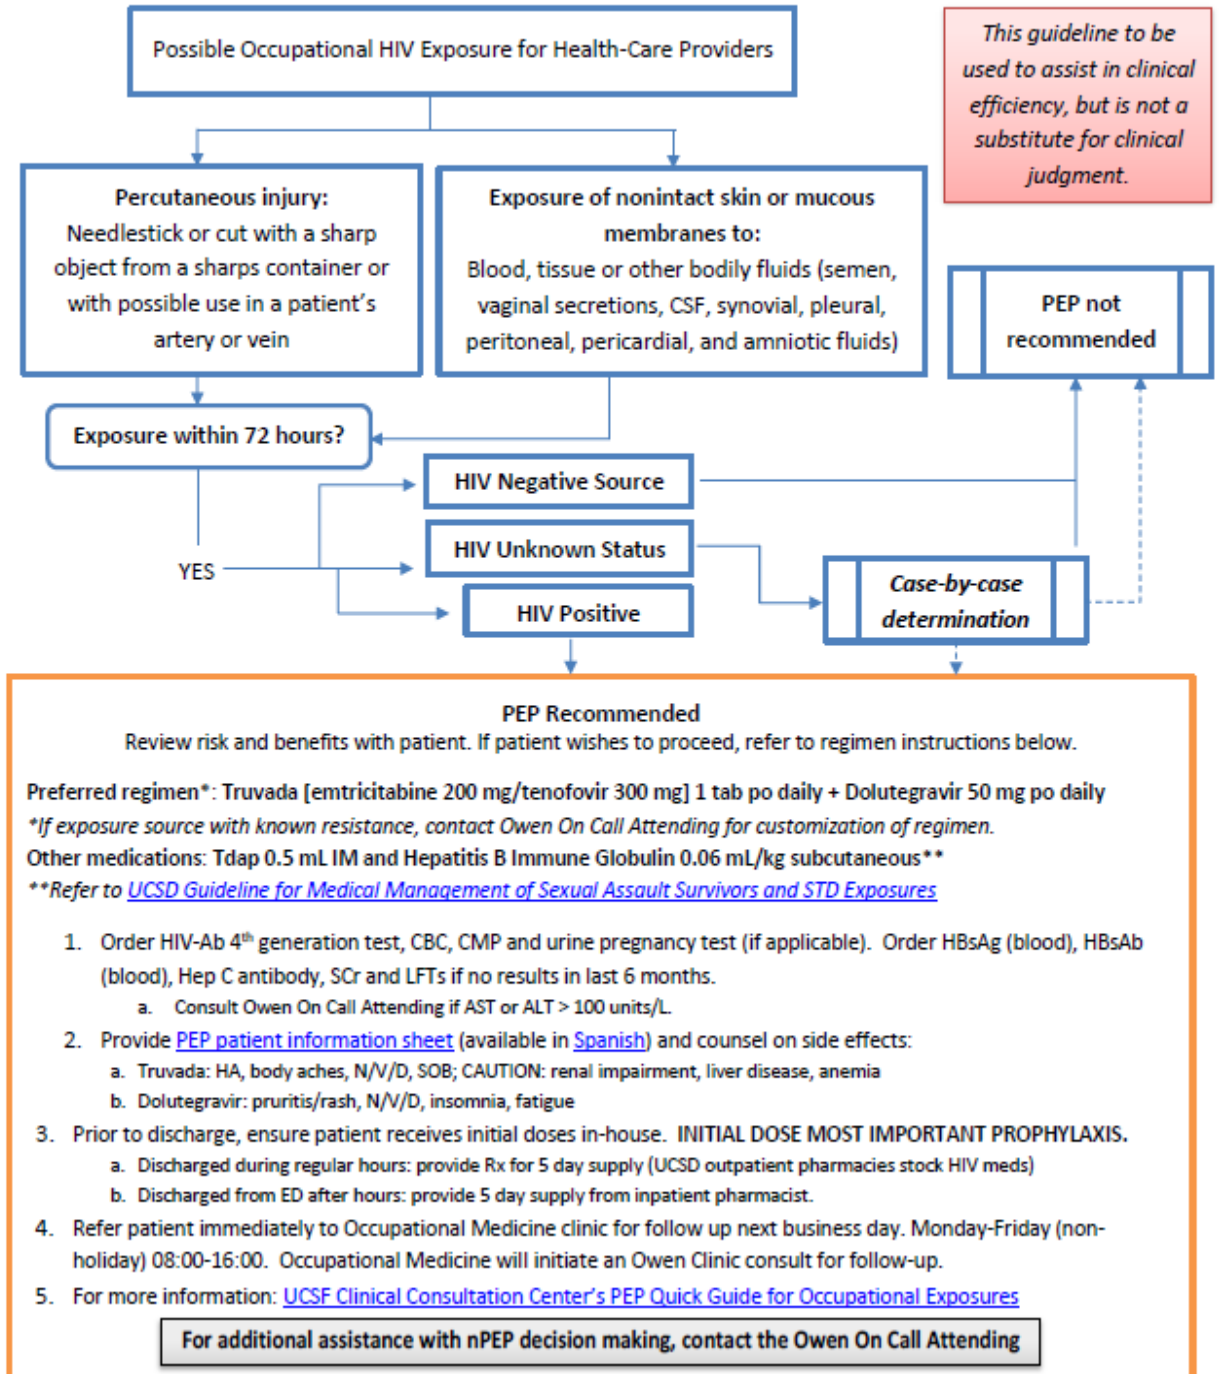 Possible Occupational HIV Exposure for Health-Care Providers
This guideline to be
used to assist in clinical
efficiency, but is not a
substitute for clinical
judgment.
Percutaneous injury:
Needlestick or cut with a sharp
object from a sharps container or
with possible use in a patient's
artery or vein
Exposure of nonintact skin or mucous
membranes to:
Blood, tissue or other bodily fluids (semen,
vaginal secretions, CSF, synovial, pleural,
peritoneal, pericardial, and amniotic fluids)
PEP not
recommended
Exposure within 72 hours?
HIV Negative Source
HIV Unknown Status
YES
HIV Positive
Case-by-case
determination
PEP Recommended
Review risk and benefits with patient. If patient wishes to proceed, refer to regimen instructions below.
Preferred regimen*: Truvada [emtricitabine 200 mg/tenofovir 300 mg] 1 tab po daily + Dolutegravir 50 mg po daily
*If exposure source with known resistance, contact Owen On Call Attending for customization of regimen.
Other medications: Tdap 0.5 mL IM and Hepatitis B Immune Globulin 0.06 mL/kg subcutaneous**
**Refer to UCSD Guideline for Medical Management of Sexual Assault Survivors and STD Exposures
1. Order HIV-Ab 4th generation test, CBC, CMP and urine pregnancy test (if applicable). Order HBsAg (blood), HBsAb
(blood), Hep C antibody, SCr and LFTs if no results in last 6 months.
a. Consult Owen On Call Attending if AST or ALT > 100 units/L.
2. Provide PEP patient information sheet (available in Spanish) and counsel on side effects:
a. Truvada: HA, body aches, N/V/D, SOB; CAUTION: renal impairment, liver disease, anemia
b. Dolutegravir: pruritis/rash, N/V/D, insomnia, fatigue
3. Prior to discharge, ensure patient receives initial doses in-house. INITIAL DOSE MOST IMPORTANT PROPHYLAXIS.
a. Discharged during regular hours: provide Rx for 5 day supply (UCSD outpatient pharmacies stock HIV meds)
b. Discharged from ED after hours: provide 5 day supply from inpatient pharmacist.
4. Refer patient immediately to Occupational Medicine clinic for follow up next business day. Monday-Friday (non-
holiday) 08:00-16:00. Occupational Medicine will initiate an Owen Clinic consult for follow-up.
5. For more information: UCSF Clinical Consultation Center's PEP Quick Guide for Occupational Exposures
For additional assistance with nPEP decision making, contact the Owen On Call Attending